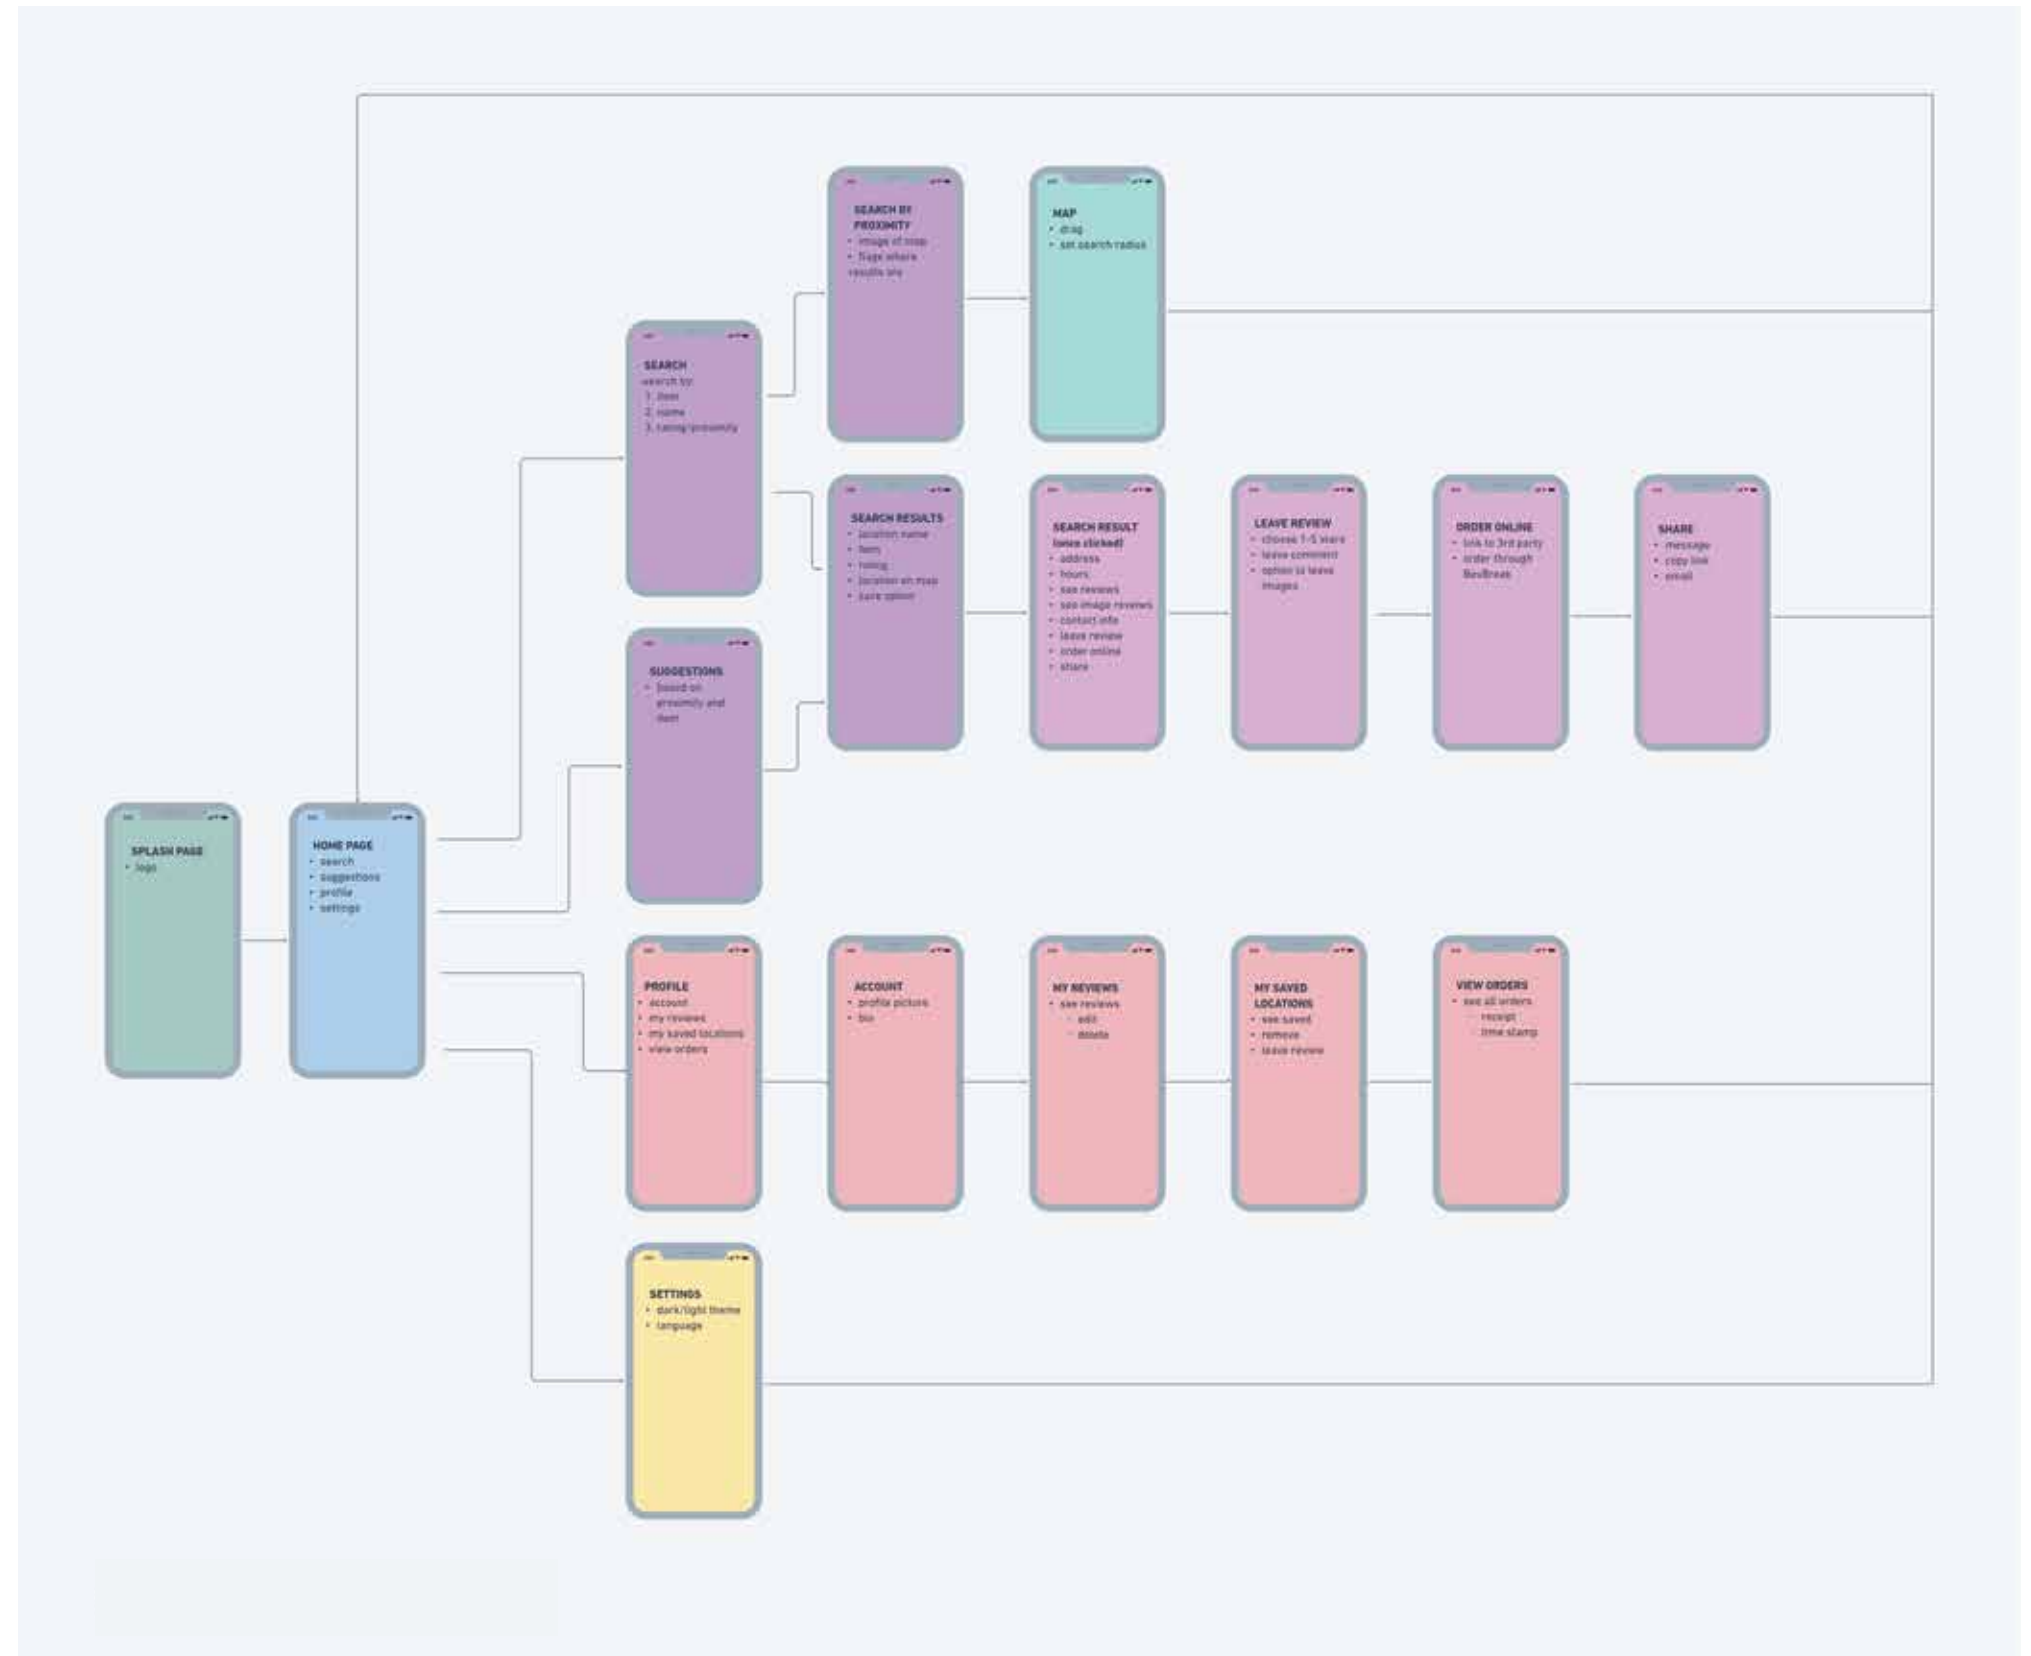 SEARCH BY
PROXIMITY
• image of map
• flags where
results are
MAP
• drag
• set search radius
SEARCH
search by:
1. item
2. name
3. rating/proximity
SEARCH RESULTS
• location name
• item
• rating
• location on map
• save option
SEARCH RESULT
(once clicked)
• address
• hours
• see reviews
• see image reviews
• contact info
• leave review
• order online
• share
LEAVE REVIEW
• choose 1-5 stars
• leave comment
• option to leave
images
ORDER ONLINE
• link to 3rd party
• order through
BevBreak
SHARE
• message
• copy link
• email
SUGGESTIONS
• based on
proximity and
item
SPLASH PAGE
• logo
HOME PAGE
• search
• suggestions
• profile
• settings
PROFILE
• account
• my reviews
• my saved locations
• view orders
ACCOUNT
• profile picture
• bio
MY REVIEWS
• see reviews
- edit
- delete
MY SAVED
LOCATIONS
• see saved
• remove
• leave review
VIEW ORDERS
• see all orders
- receipt
- time stamp
SETTINGS
• dark/light theme
• language